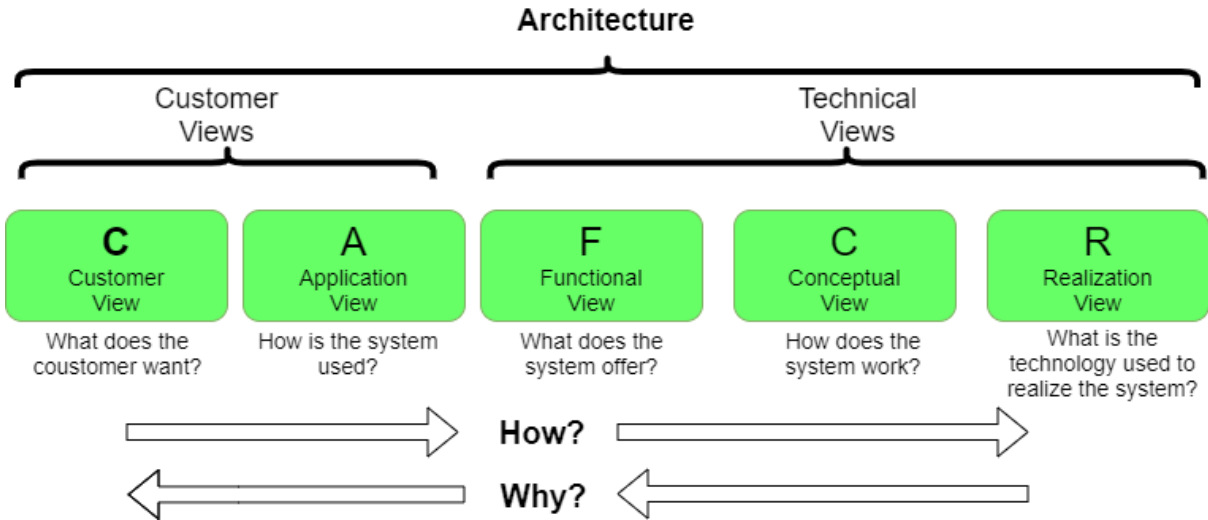 Architecture
Customer
Views
Technical
Views
C
Customer
View
A
Application
View
F
Functional
View
C
Conceptual
View
R
Realization
View
What does the
coustomer want?
How is the system
used?
What does the
system offer?
How does the
system work?
What is the
technology used to
realize the system?
How?
Why?